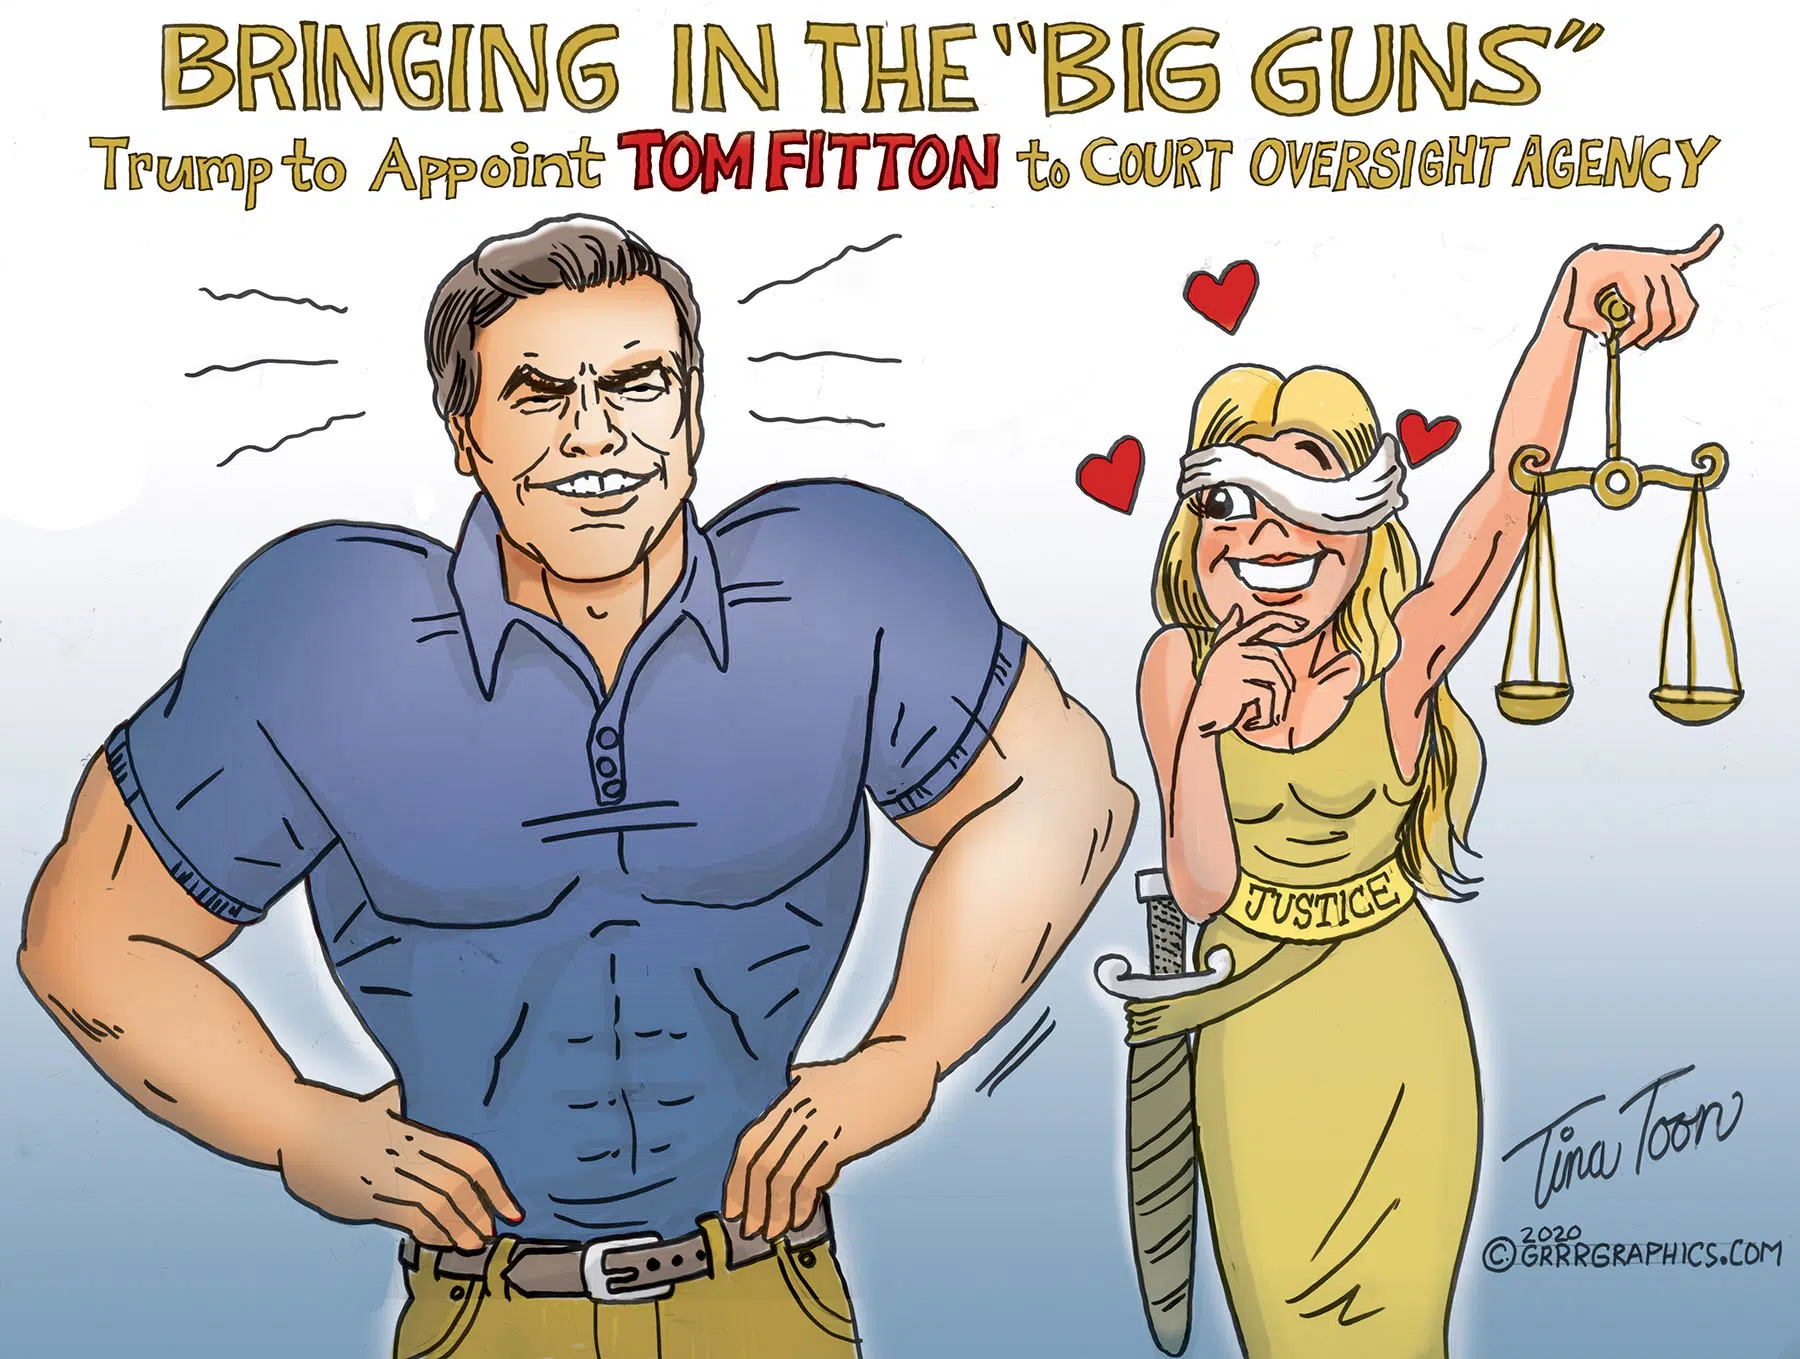 BRINGING IN THE "BIG GUNS"
Trump to Appoint TOM FITTON to COURT OVERSIGHT AGENCY
JUSTICE
Tina Toon
2020
© GRRRGRAPHICS.COM